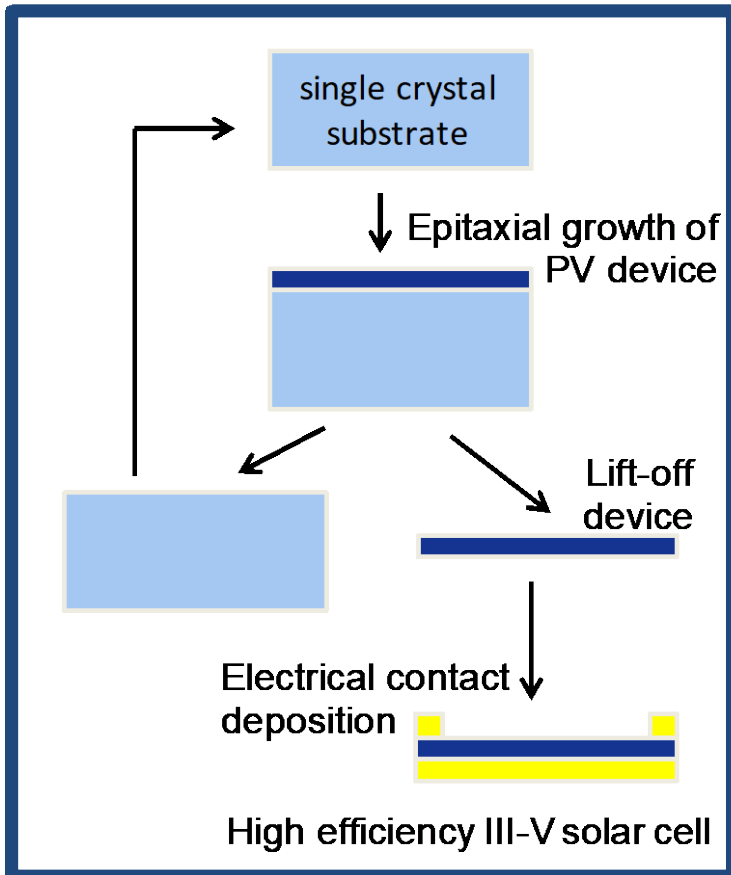 single crystal
substrate
Epitaxial growth of
PV device
Lift-off
device
Electrical contact
deposition
High efficiency III-V solar cell